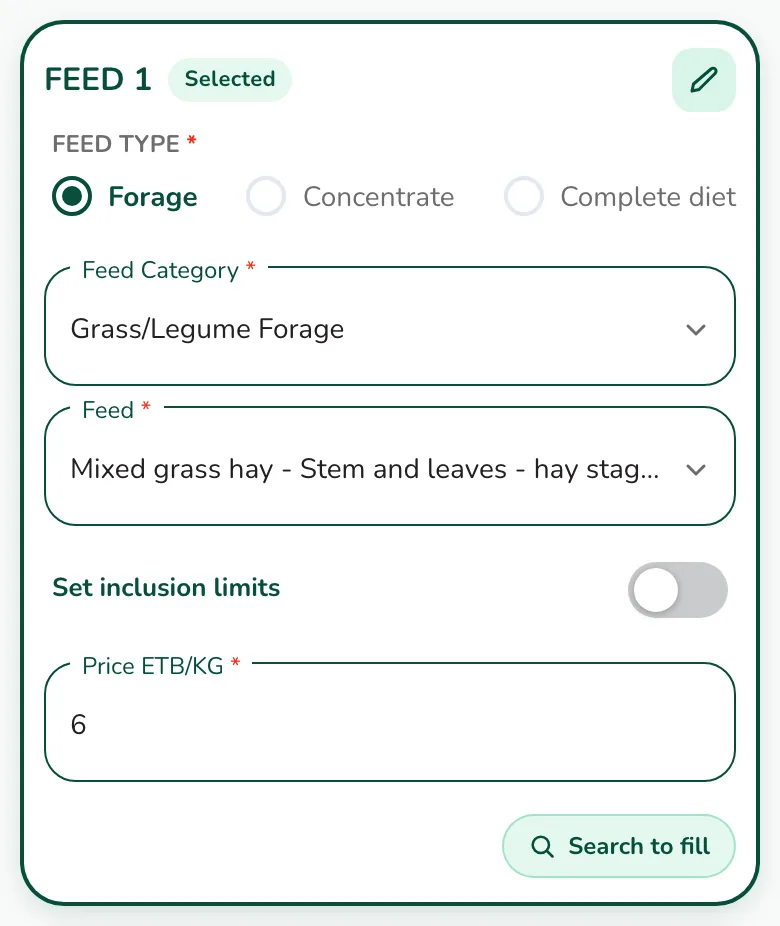 FEED 1 Selected
FEED TYPE *
Forage Concentrate Complete diet
Feed Category *
Grass/Legume Forage
Feed *
Mixed grass hay - Stem and leaves - hay stag...
Set inclusion limits
Price ETB/KG *
6
Search to fill